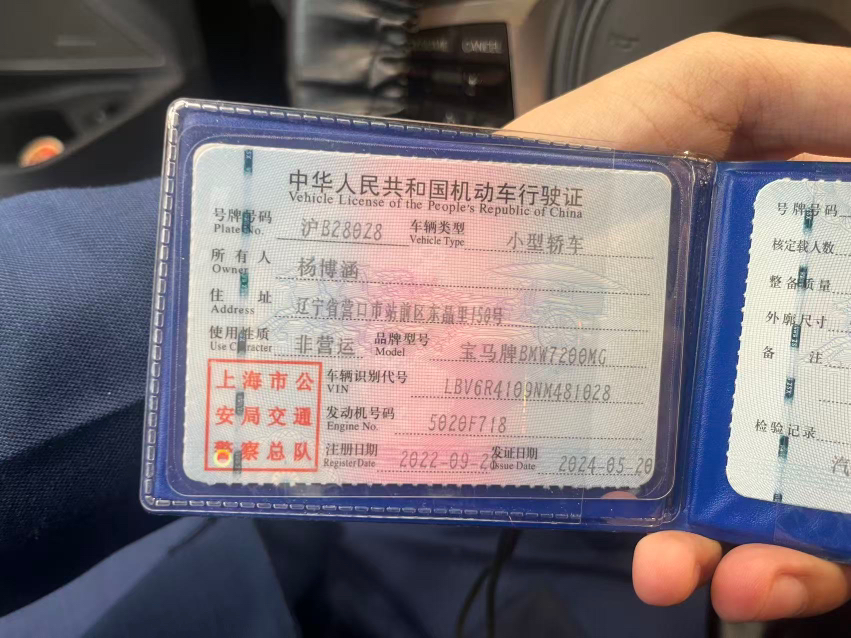 CANCEL
中华人民共和国机动车行驶证
Vehicle License of the People's Republic of China
号牌号码 沪B28028 车辆类型 小型轿车
Plate No. Vehicle Type
所有人 杨博涵
Owner
住址 辽宁省营口市站前区水晶里150号
Address
使用性质 非营运 品牌型号 宝马牌BMW7200MG
Use Character Model
上海市公
安局交通
警察总队
车辆识别代号 LBV6R4109NM481028
VIN
发动机号码 5020F718
Engine No.
注册日期 2022-09-2 发证日期 2024-05-20
Register Date Issue Date
号牌号码
核定载人数
整备质量
外廓尺寸
备注
检验记录
汽